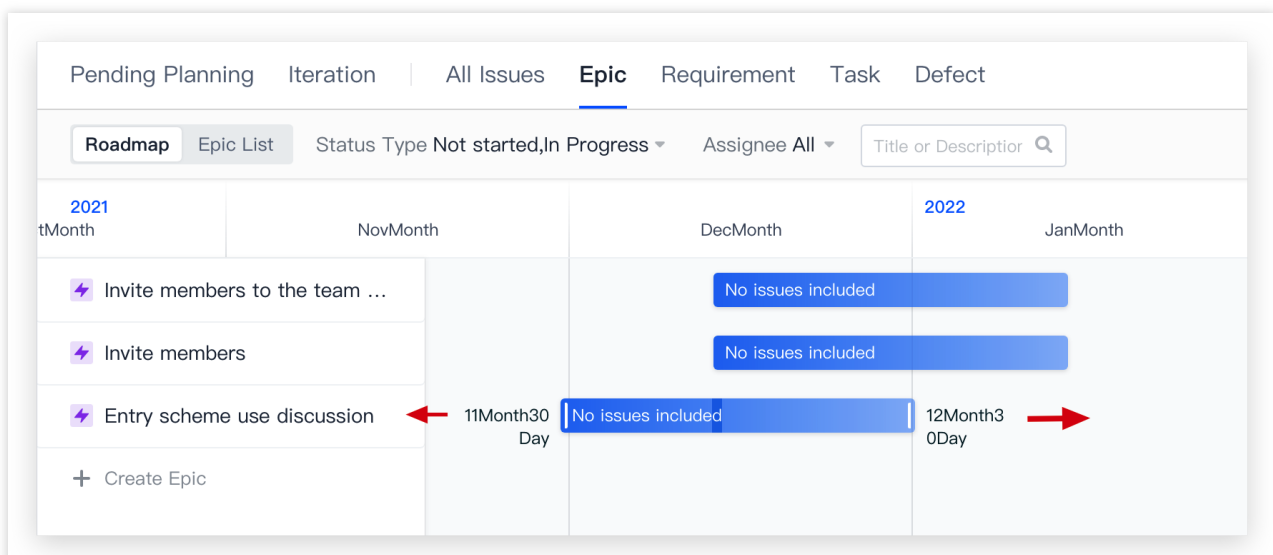 Pending Planning Iteration All Issues Epic Requirement Task Defect
Roadmap Epic List Status Type Not started,In Progress Assignee All Title or Descriptior
2021 2022
tMonth NovMonth DecMonth JanMonth
Invite members to the team ... No issues included
Invite members No issues included
Entry scheme use discussion 11Month30 No issues included 12Month3
Day 0Day
Create Epic